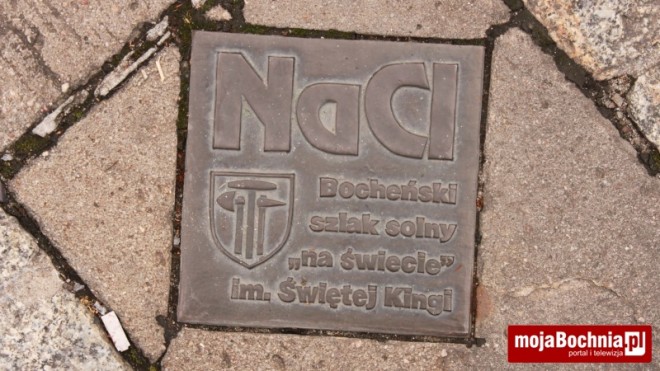 NaCl
Bocheński
szlak solny
„na świecie”
im. Świętej Kingi
mojaBochnia.pl
portal i telewizja